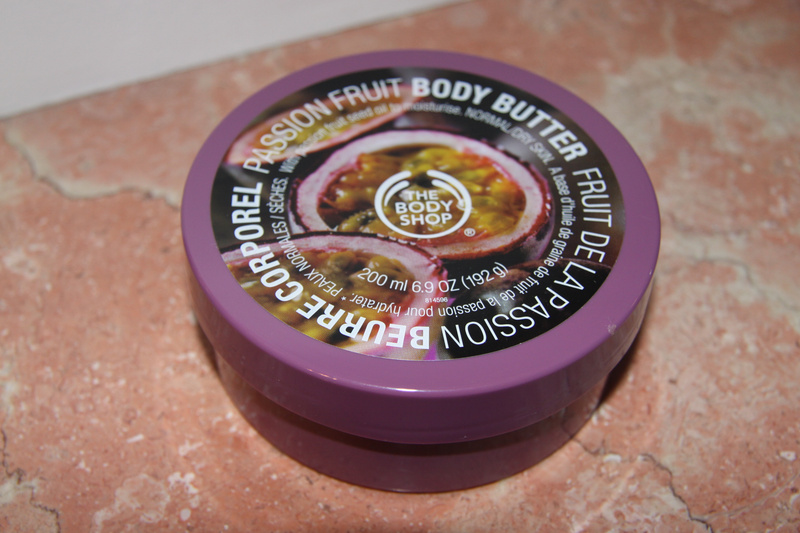 PASSION FRUIT BODY BUTTER
FRUIT DE LA PASSION BEURRE CORPOREL
With passion fruit seed oil to moisturise. NORMAL/DRY SKIN.
A base d'huile de graine de fruit de la passion pour hydrater.* PEAUX NORMALES / SÈCHES.
THE
BODY
SHOP
®
200 ml 6.9 OZ (192 g)
814596